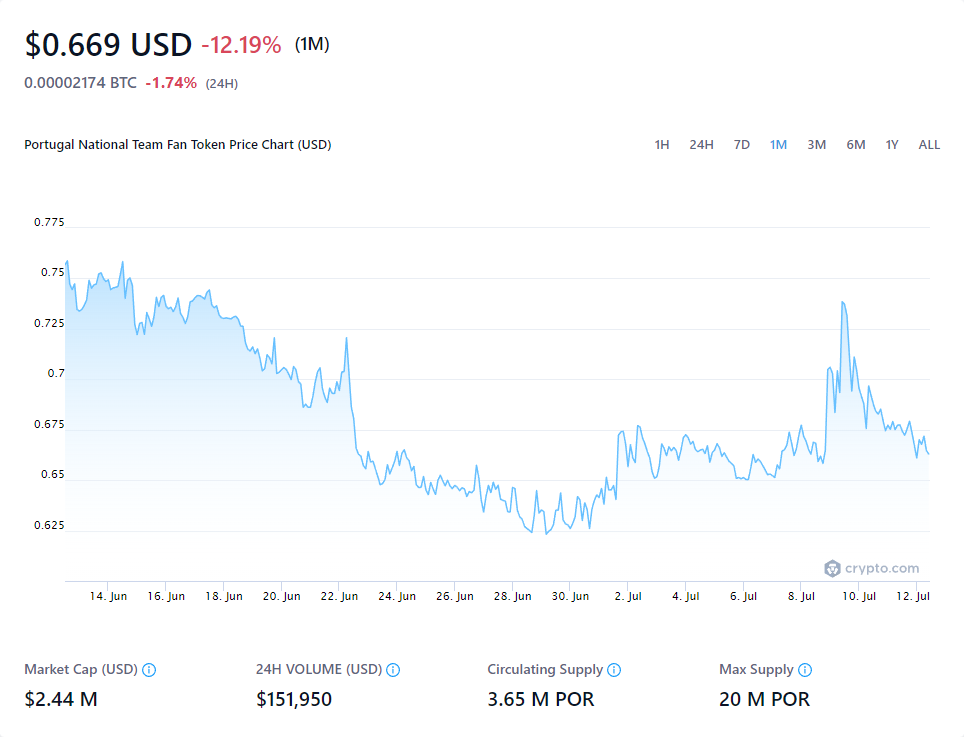 $0.669 USD -12.19% (1M)
0.00002174 BTC -1.74% (24H)
Portugal National Team Fan Token Price Chart (USD) 1H 24H 7D 1M 3M 6M 1Y ALL
0.775
0.75
0.725
0.7
0.675
0.65
0.625
crypto.com
14. Jun 16. Jun 18. Jun 20. Jun 22. Jun 24. Jun 26. Jun 28. Jun 30. Jun 2. Jul 4. Jul 6. Jul 8. Jul 10. Jul 12. Jul
Market Cap (USD) 24H VOLUME (USD) Circulating Supply Max Supply
$2.44 M $151,950 3.65 M POR 20 M POR